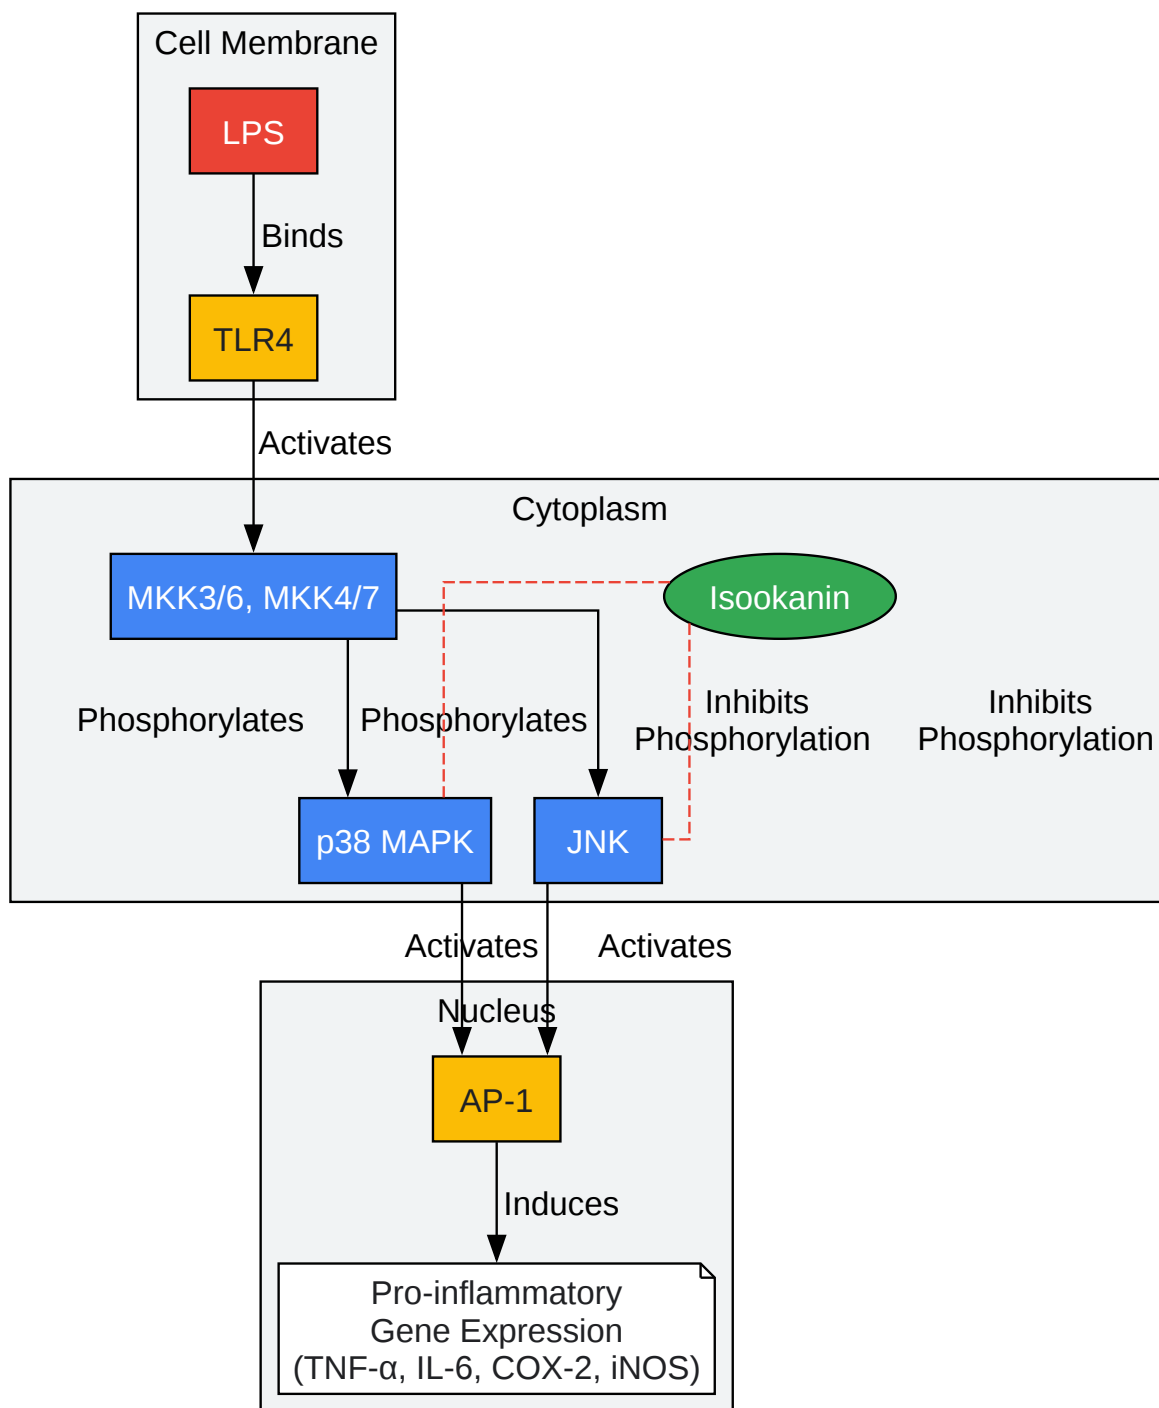 Cell Membrane
LPS
Binds
TLR4
Activates
Cytoplasm
MKK3/6, MKK4/7
Isookanin
Phosphorylates
Phosphorylates
Inhibits
Phosphorylation
Inhibits
Phosphorylation
p38 MAPK
JNK
Activates
Activates
Nucleus
AP-1
Induces
Pro-inflammatory
Gene Expression
(TNF-α, IL-6, COX-2, iNOS)